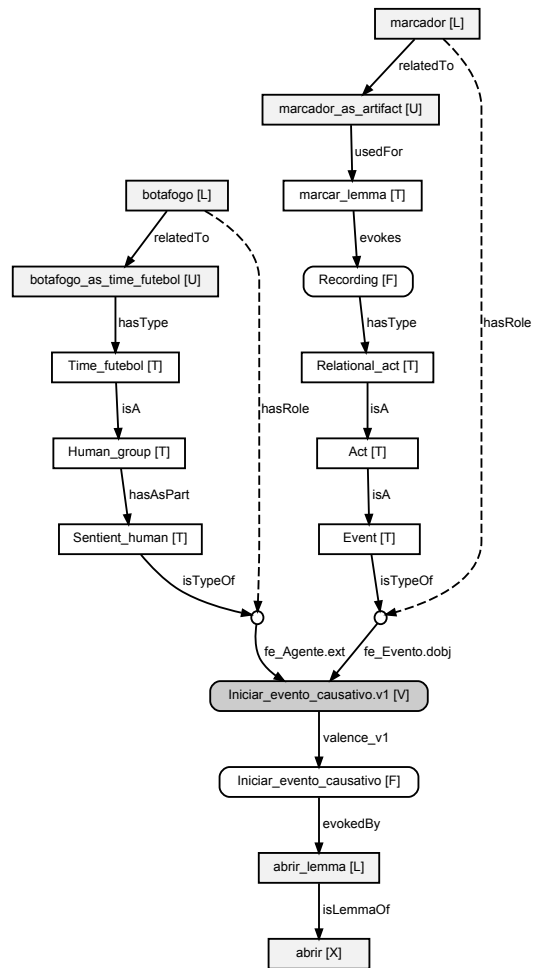 marcador [L]
relatedTo
marcador_as_artifact [U]
usedFor
botafogo [L]
marcar_lemma [T]
relatedTo
evokes
botafogo_as_time_futebol [U]
Recording [F]
hasType
hasType
hasRole
Time_futebol [T]
Relational_act [T]
isA
hasRole
isA
Human_group [T]
Act [T]
hasAsPart
isA
Sentient_human [T]
Event [T]
isTypeOf
isTypeOf
fe_Agente.ext
fe_Evento.dobj
Iniciar_evento_causativo.v1 [V]
valence_v1
Iniciar_evento_causativo [F]
evokedBy
abrir_lemma [L]
isLemmaOf
abrir [X]